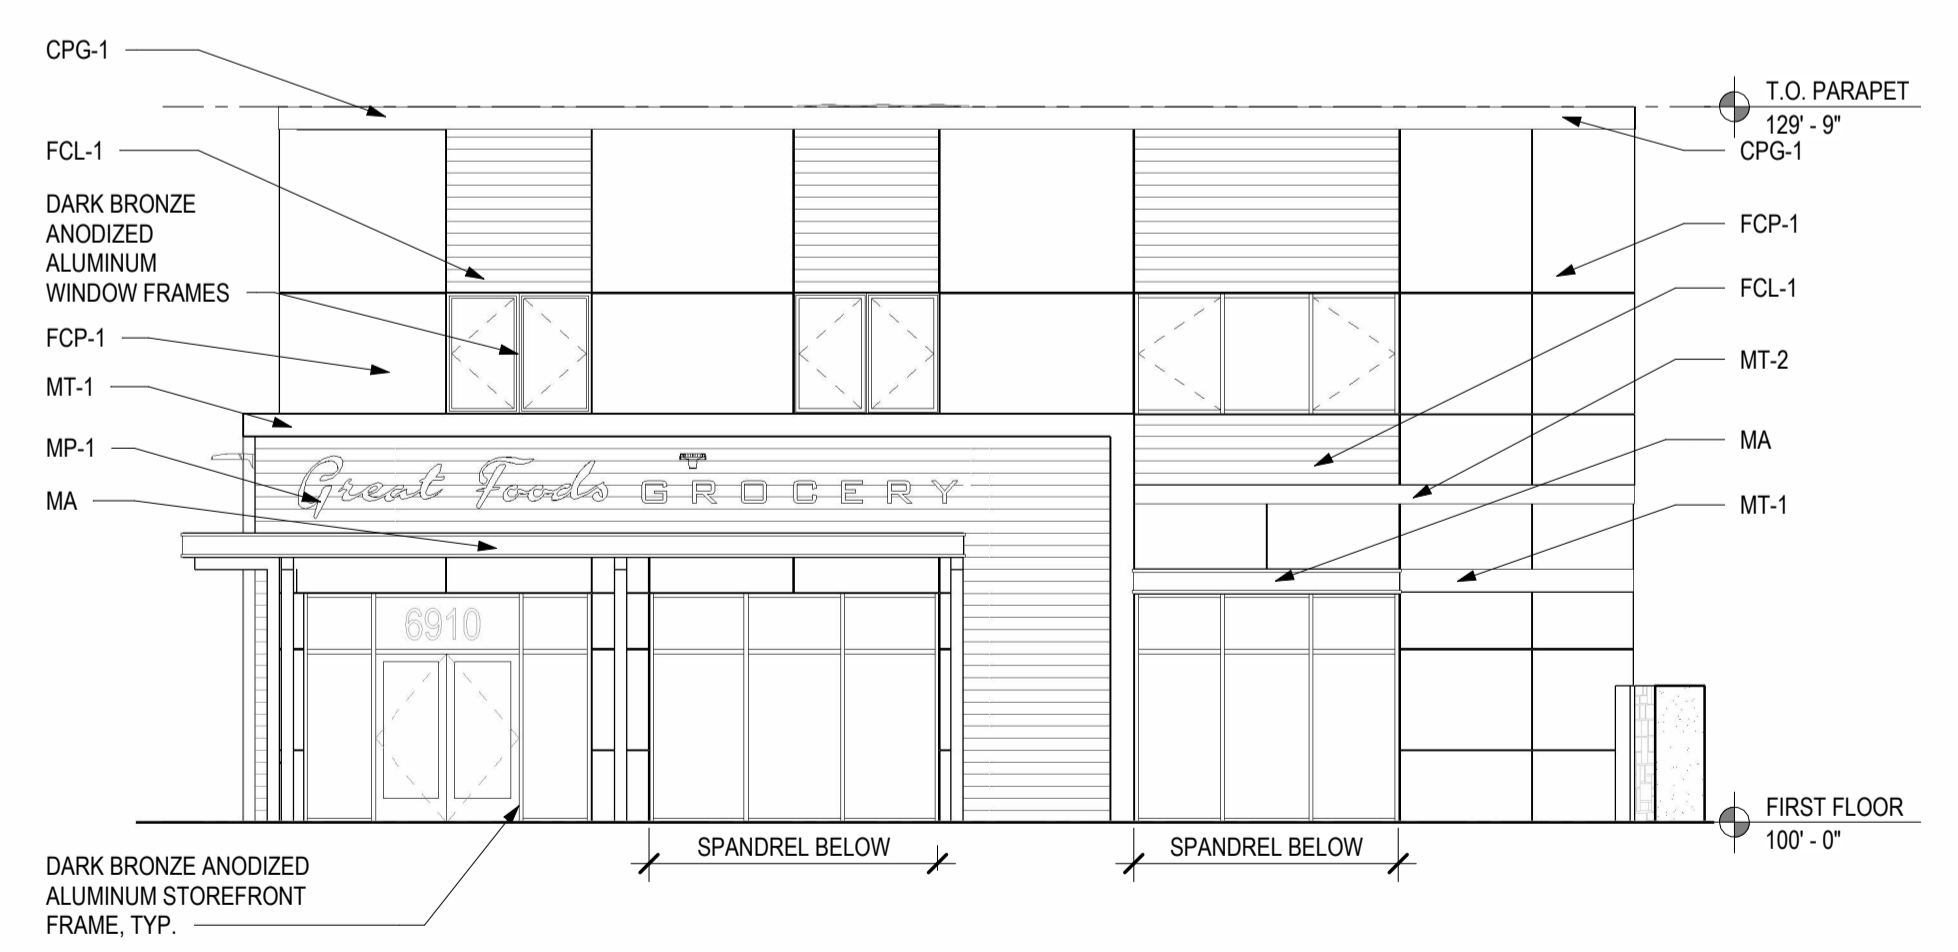 CPG-1
FCL-1
DARK BRONZE
ANODIZED
ALUMINUM
WINDOW FRAMES
FCP-1
MT-1
MP-1
MA
DARK BRONZE ANODIZED
ALUMINUM STOREFRONT
FRAME, TYP.
Great Foods GROCERY
6910
SPANDREL BELOW
SPANDREL BELOW
T.O. PARAPET
129' - 9"
CPG-1
FCP-1
FCL-1
MT-2
MA
MT-1
FIRST FLOOR
100' - 0"